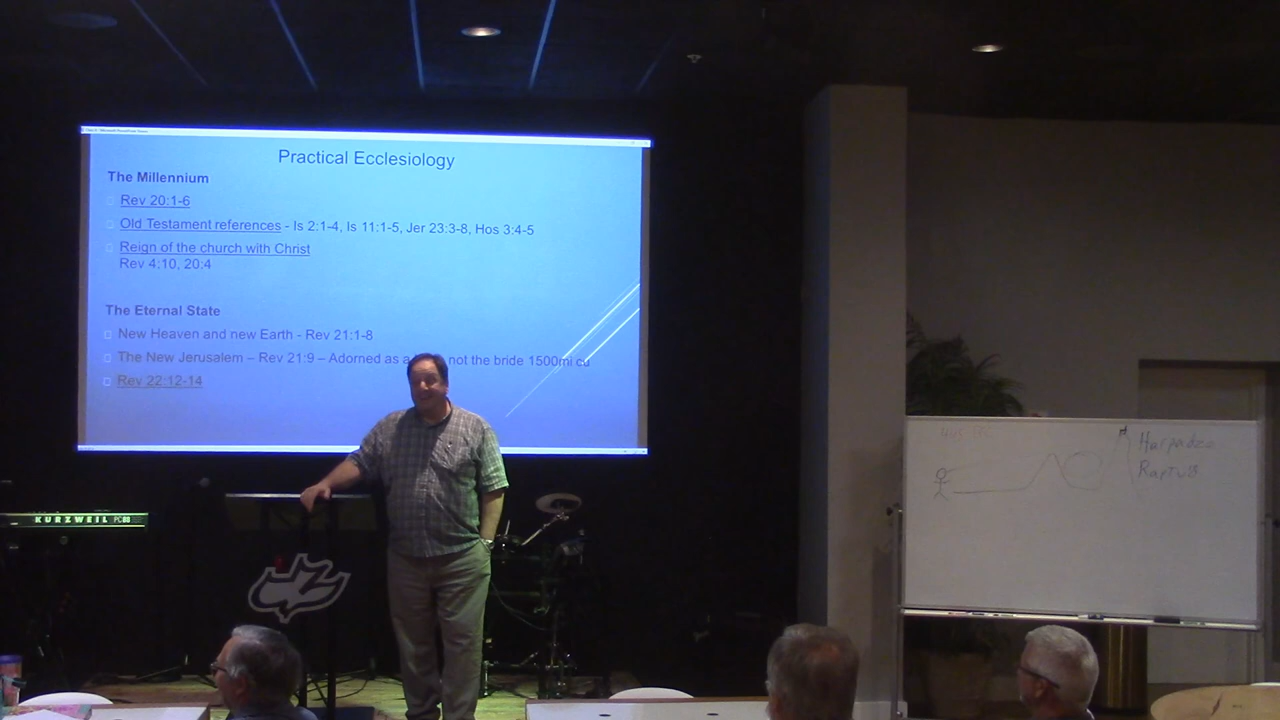 Practical Ecclesiology
The Millennium
Rev 20:1-6
Old Testament references - Is 2:1-4, Is 11:1-5, Jer 23:3-8, Hos 3:4-5
Reign of the church with Christ
Rev 4:10, 20:4
The Eternal State
New Heaven and new Earth - Rev 21:1-8
The New Jerusalem – Rev 21:9 – Adorned as a not the bride 1500mi cu
Rev 22:12-14
KURZWEIL PC88
Harpadzo
Raptus